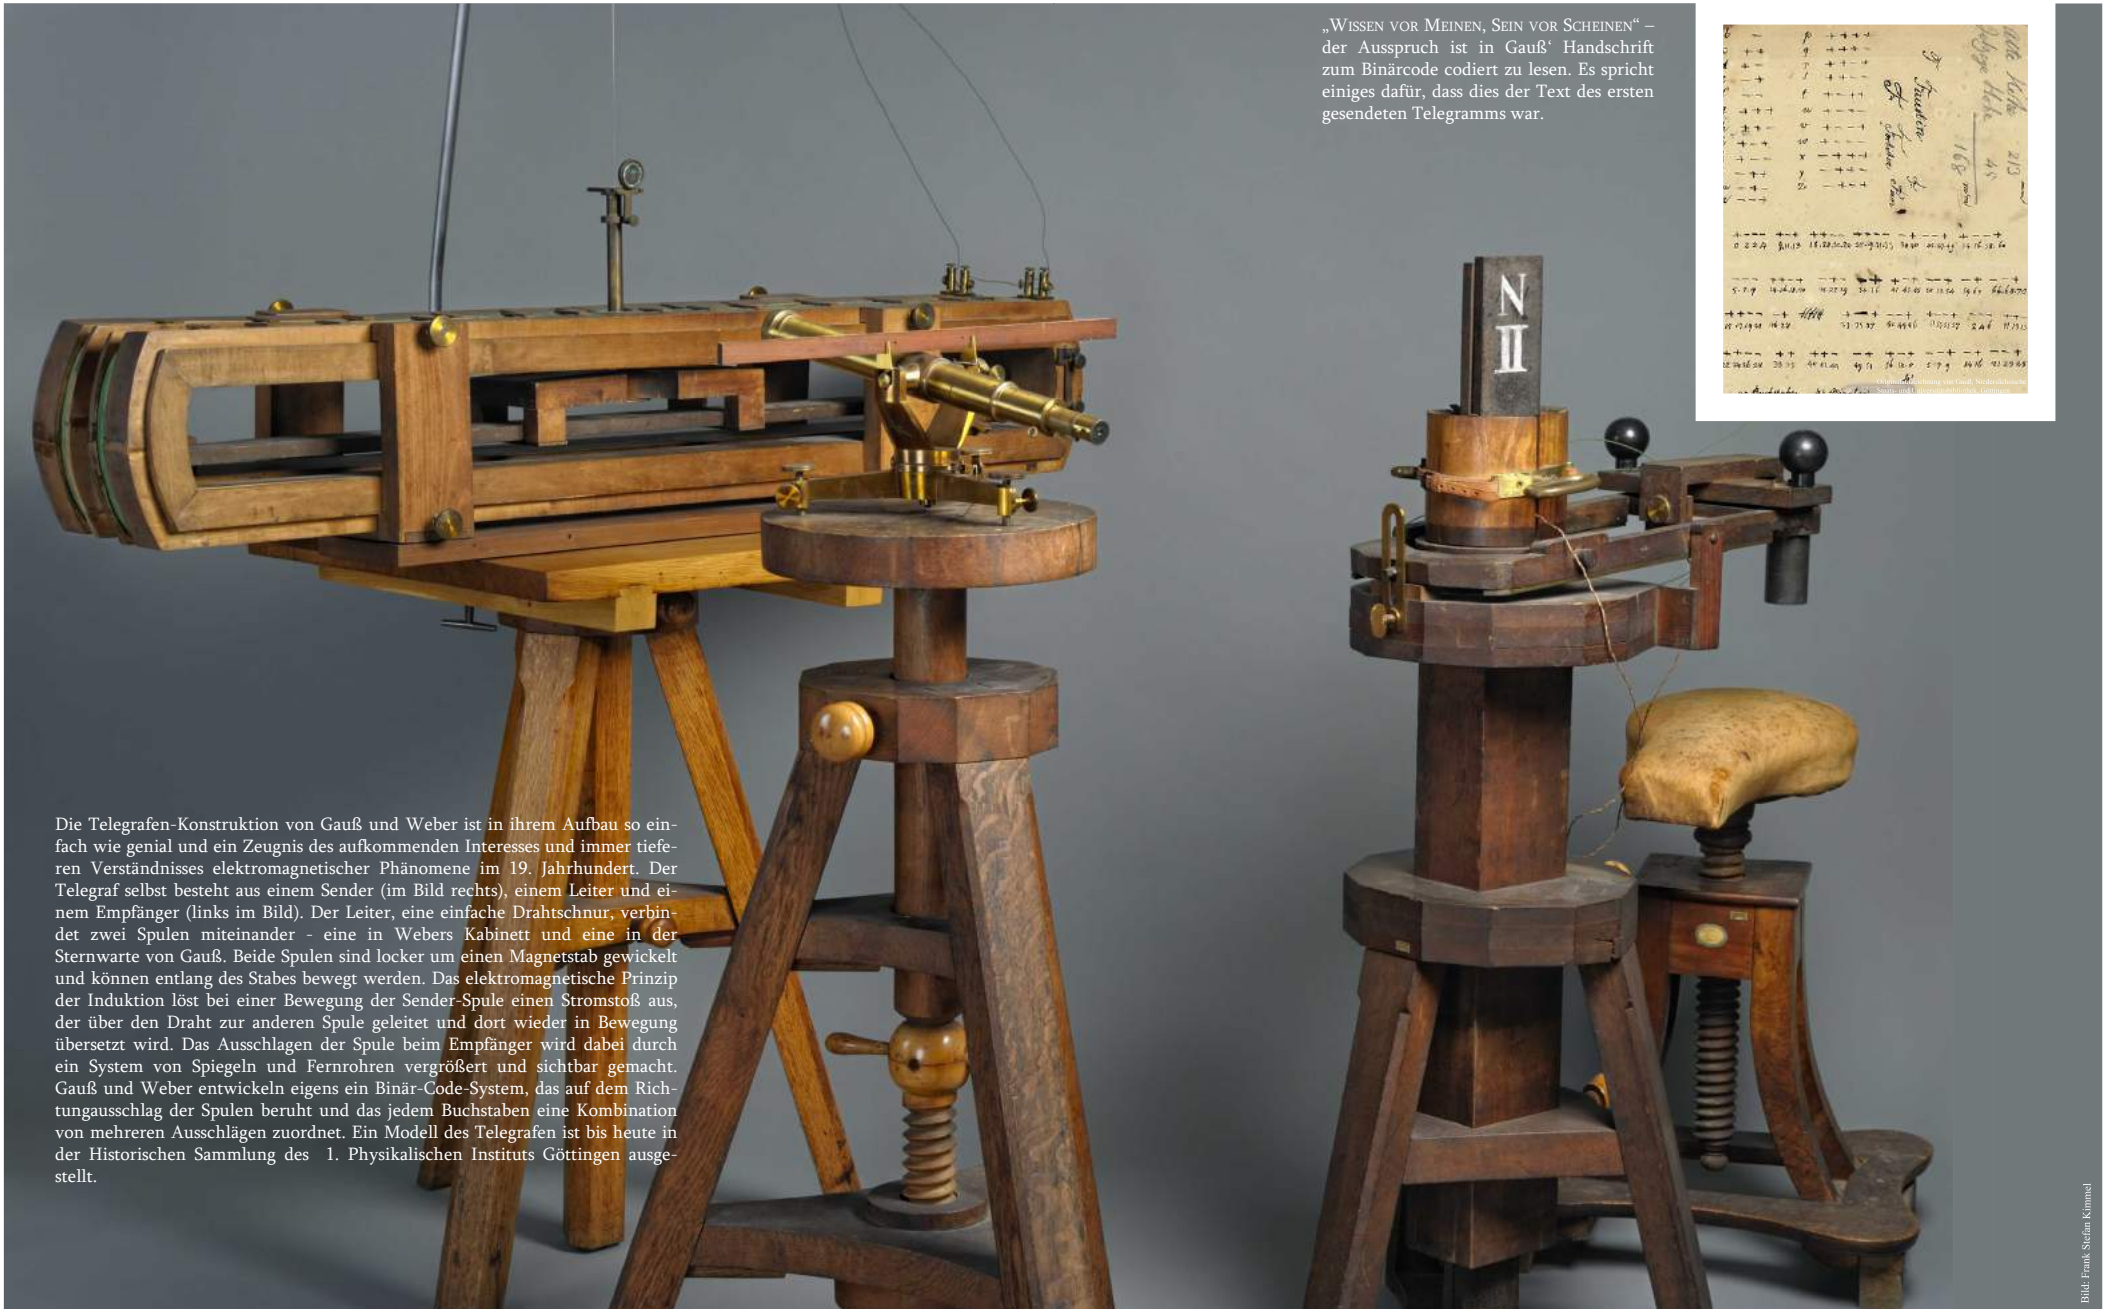 „WISSEN VOR MEINEN, SEIN VOR SCHEINEN“ –
der Ausspruch ist in Gauß‘ Handschrift
zum Binärcode codiert zu lesen. Es spricht
einiges dafür, dass dies der Text des ersten
gesendeten Telegramms war.
N
II
Die Telegrafen-Konstruktion von Gauß und Weber ist in ihrem Aufbau so ein-
fach wie genial und ein Zeugnis des aufkommenden Interesses und immer tiefe-
ren Verständnisses elektromagnetischer Phänomene im 19. Jahrhundert. Der
Telegraf selbst besteht aus einem Sender (im Bild rechts), einem Leiter und ei-
nem Empfänger (links im Bild). Der Leiter, eine einfache Drahtschnur, verbin-
det zwei Spulen miteinander - eine in Webers Kabinett und eine in der
Sternwarte von Gauß. Beide Spulen sind locker um einen Magnetstab gewickelt
und können entlang des Stabes bewegt werden. Das elektromagnetische Prinzip
der Induktion löst bei einer Bewegung der Sender-Spule einen Stromstoß aus,
der über den Draht zur anderen Spule geleitet und dort wieder in Bewegung
übersetzt wird. Das Ausschlagen der Spule beim Empfänger wird dabei durch
ein System von Spiegeln und Fernrohren vergrößert und sichtbar gemacht.
Gauß und Weber entwickeln eigens ein Binär-Code-System, das auf dem Rich-
tungausschlag der Spulen beruht und das jedem Buchstaben eine Kombination
von mehreren Ausschlägen zuordnet. Ein Modell des Telegrafen ist bis heute in
der Historischen Sammlung des 1. Physikalischen Instituts Göttingen ausge-
stellt.
Bild: Frank Stefan Kimmel